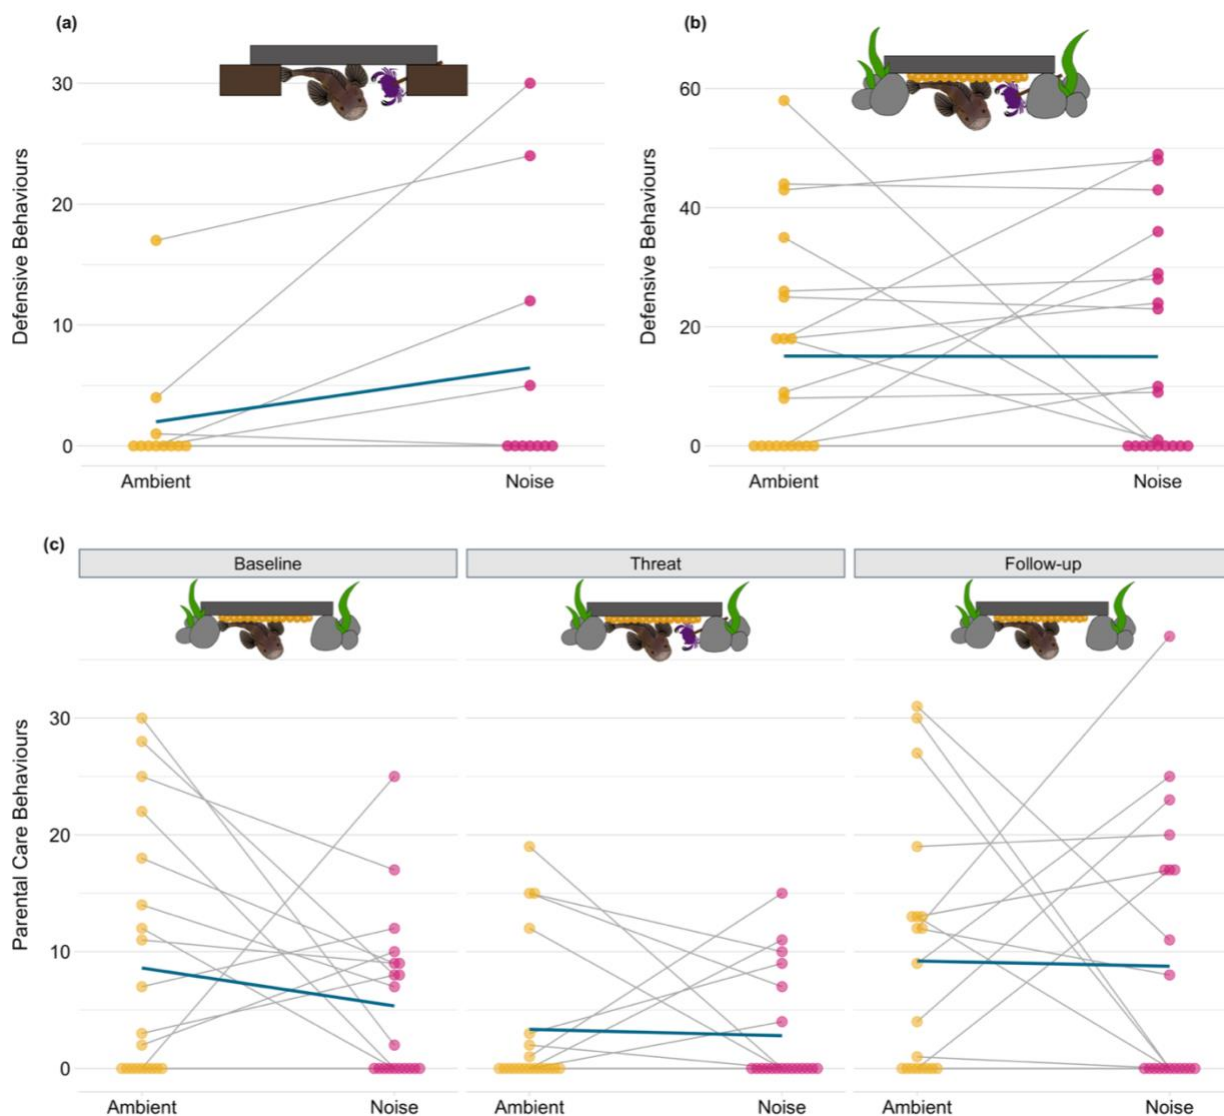 (a)
30
20
10
0
Defensive Behaviours
Ambient Noise
(b)
60
40
20
0
Defensive Behaviours
Ambient Noise
(c)
Baseline Threat Follow-up
30
20
10
0
Parental Care Behaviours
Ambient Noise Ambient Noise Ambient Noise